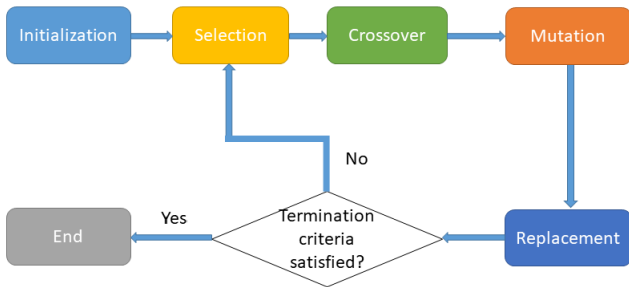 Initialization
Selection
Crossover
Mutation
No
Yes
End
Termination
criteria
satisfied?
Replacement